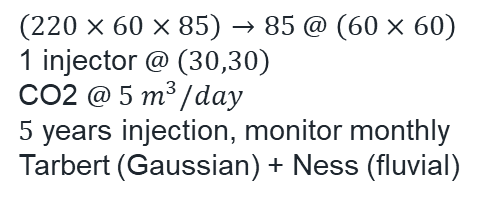 (220 × 60 × 85) → 85 @ (60 × 60)
1 injector @ (30,30)
CO2 @ 5 m³/day
5 years injection, monitor monthly
Tarbert (Gaussian) + Ness (fluvial)